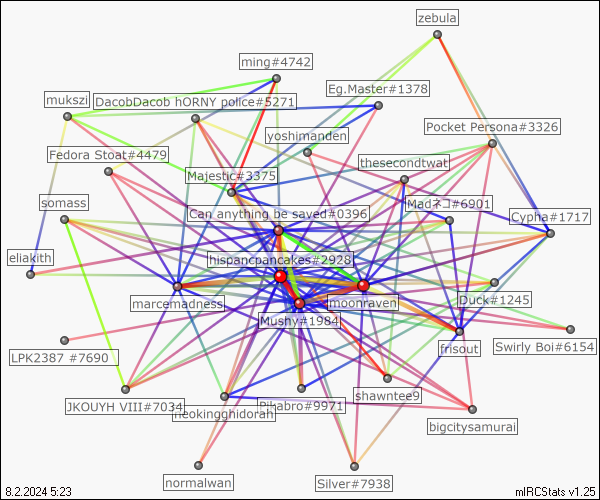 zebula
ming#4742
Eg.Master#1378
mukszi
DacobDacob hORNY police#5271
Pocket Persona#3326
yoshimanden
Fedora Stoat#4479
thesecondtwat
Majestic#3375
somass
Madネコ#6901
Can anything be saved#0396
Cypha#1717
eliakith
hispancpancakes#2928
marcemadness
moonraven
Duck#1245
Mushy#1984
frisout
Swirly Boi#6154
LPK2387 #7690
shawntee9
JKOUYH VIII#7034
neokingghidorah
Pihabro#9971
bigcitysamurai
normalwan
Silver#7938
8.2.2024 5:23
mIRCStats v1.25